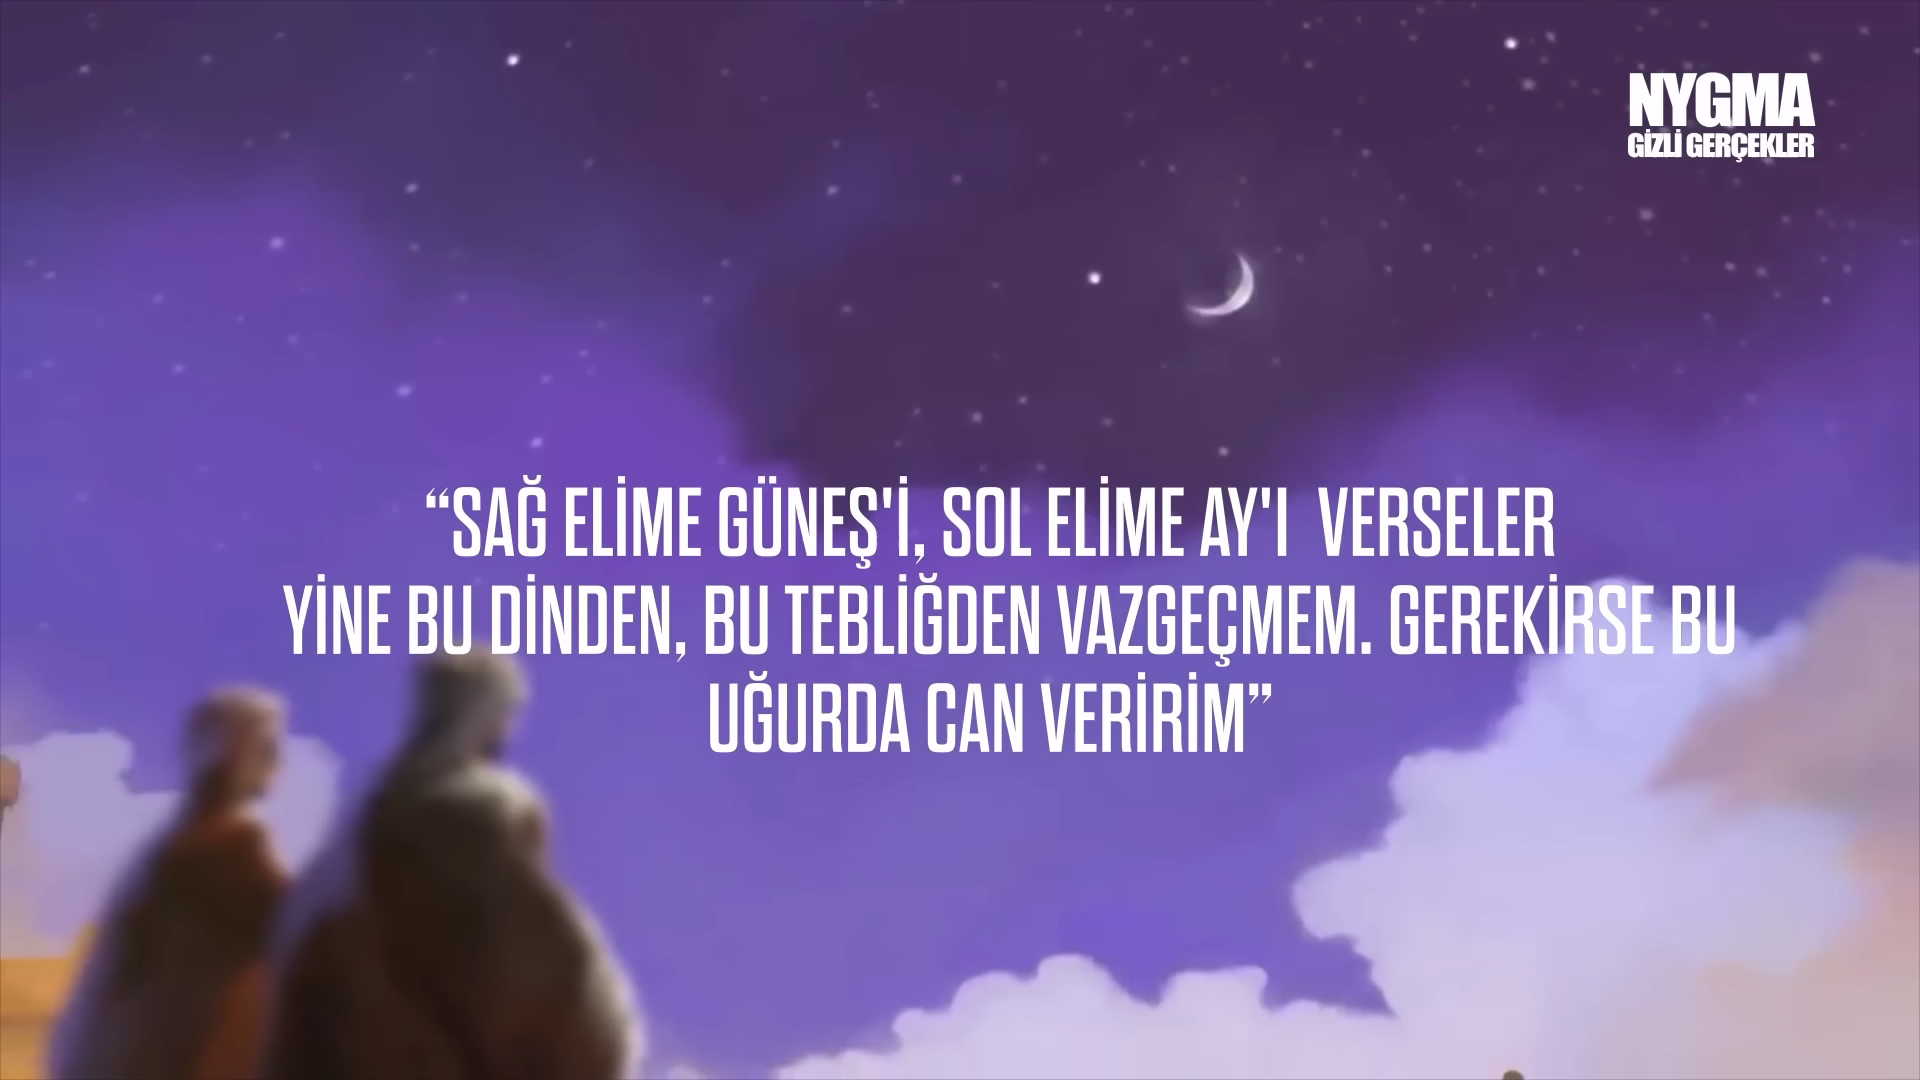 NYGMA
GİZLİ GERÇEKLER
“SAĞ ELİME GÜNEŞ'İ, SOL ELİME AY'I VERSELER
YİNE BU DİNDEN, BU TEBLİĞDEN VAZGEÇMEM. GEREKİRSE BU
UĞURDA CAN VERİRİM”